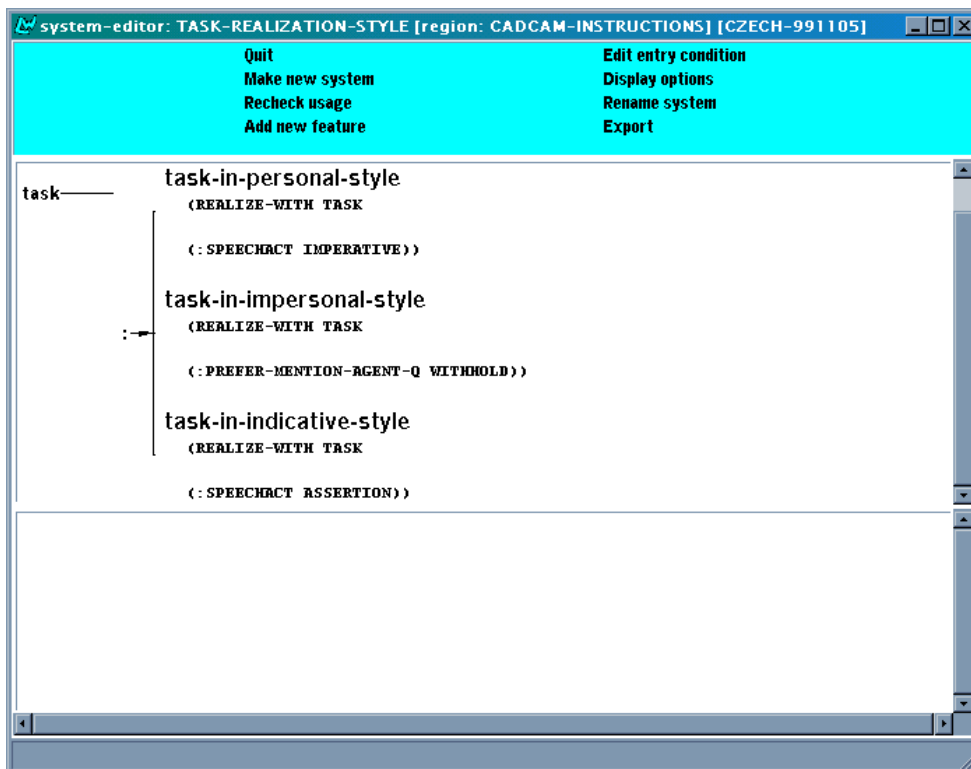 system-editor: TASK-REALIZATION-STYLE [region: CADCAM-INSTRUCTIONS] [CZECH-991105]
Quit Edit entry condition
Make new system Display options
Recheck usage Rename system
Add new feature Export
task-in-personal-style
task
(REALIZE-WITH TASK
(:SPEECHACT IMPERATIVE))
task-in-impersonal-style
(REALIZE-WITH TASK
:
(:PREFER-MENTION-AGENT-Q WITHHOLD))
task-in-indicative-style
(REALIZE-WITH TASK
(:SPEECHACT ASSERTION))